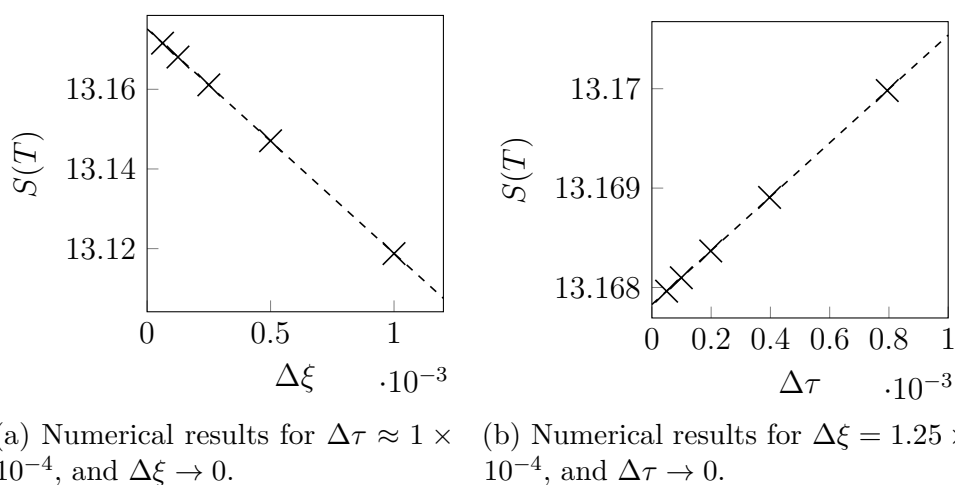 13.16
13.14
13.12
S(T)
0 0.5 1
Δξ ·10⁻³
13.17
13.169
13.168
S(T)
0 0.2 0.4 0.6 0.8 1
Δτ ·10⁻³
(a) Numerical results for Δτ ≈ 1 ×
10⁻⁴, and Δξ → 0.
(b) Numerical results for Δξ = 1.25 ×
10⁻⁴, and Δτ → 0.